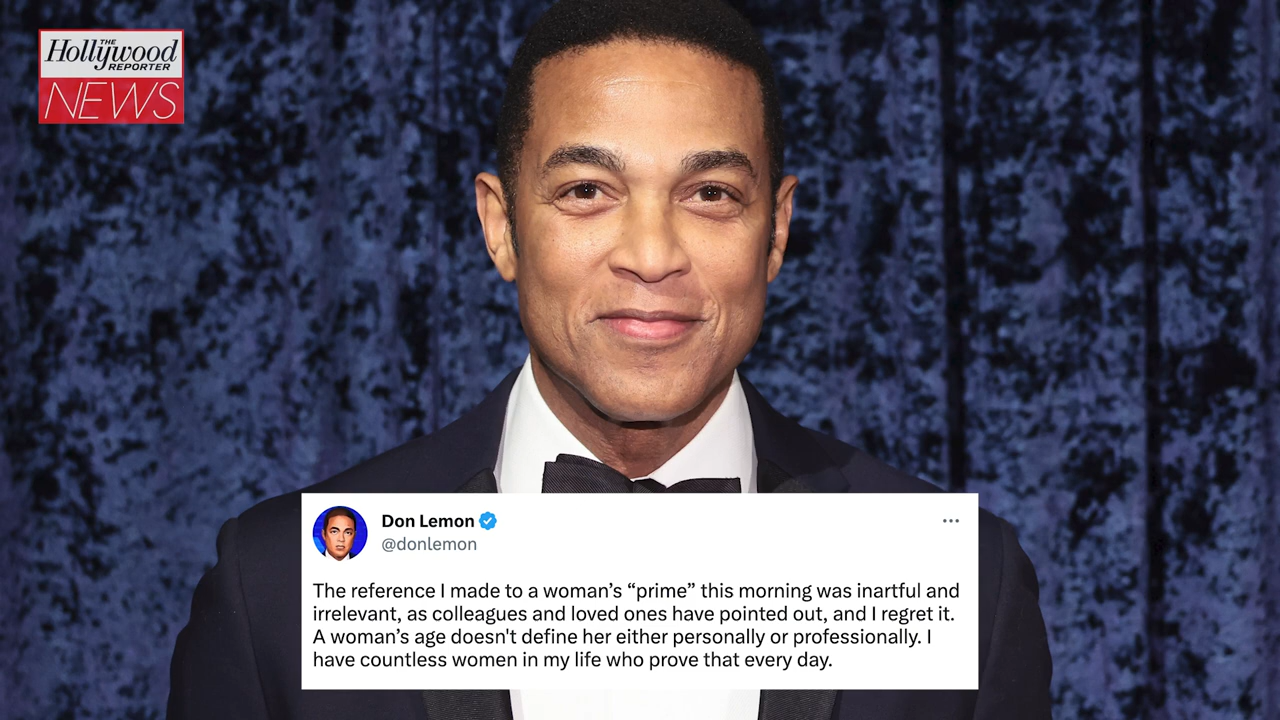 THE
Hollywood
REPORTER
NEWS
Don Lemon
@donlemon
The reference I made to a woman’s “prime” this morning was inartful and
irrelevant, as colleagues and loved ones have pointed out, and I regret it.
A woman’s age doesn't define her either personally or professionally. I
have countless women in my life who prove that every day.